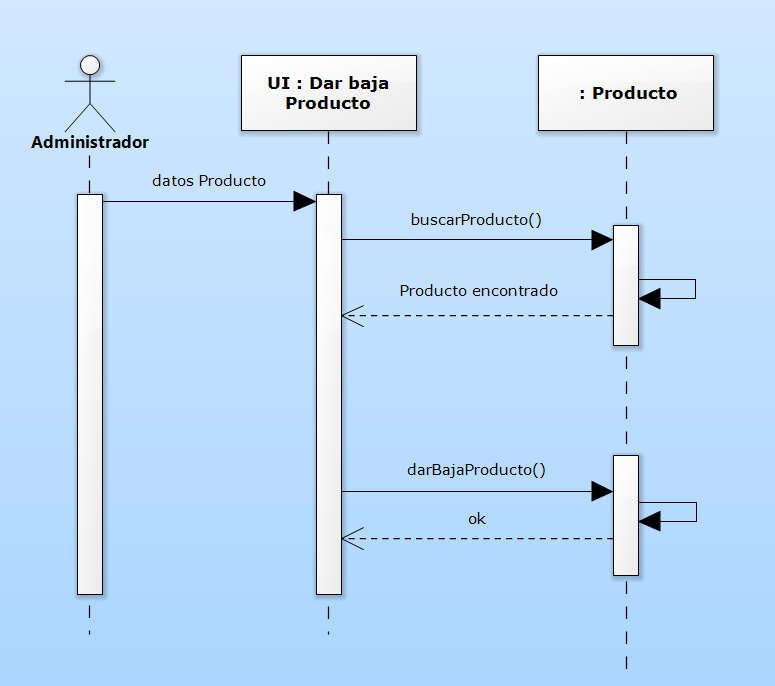 UI : Dar baja
Producto
: Producto
Administrador
datos Producto
buscarProducto()
Producto encontrado
darBajaProducto()
ok